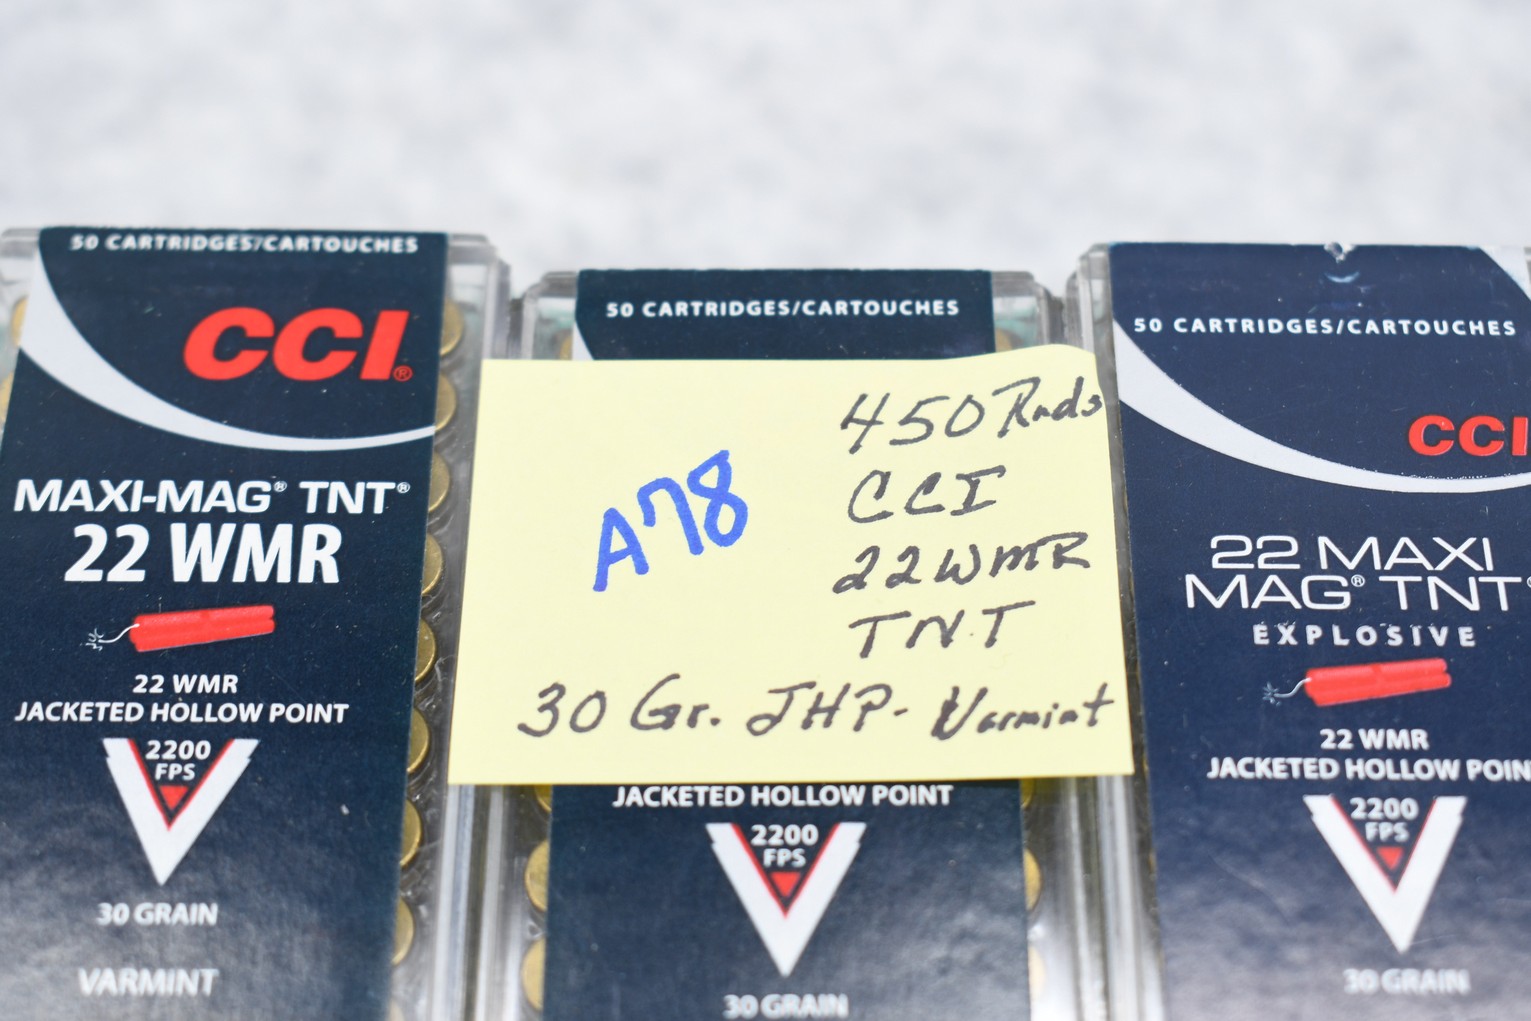 50 CARTRIDGES/CARTOUCHES
CCI®
MAXI-MAG® TNT®
22 WMR
22 WMR
JACKETED HOLLOW POINT
2200
FPS
30 GRAIN
VARMINT
50 CARTRIDGES/CARTOUCHES
A78
450 Rnds
CCI
22 WMR
TNT
30 Gr. JHP- Varmint
JACKETED HOLLOW POINT
2200
FPS
30 GRAIN
50 CARTRIDGES/CARTOUCHES
CCI
22 MAXI
MAG® TNT®
EXPLOSIVE
22 WMR
JACKETED HOLLOW POIN
2200
FPS
30 GRAIN